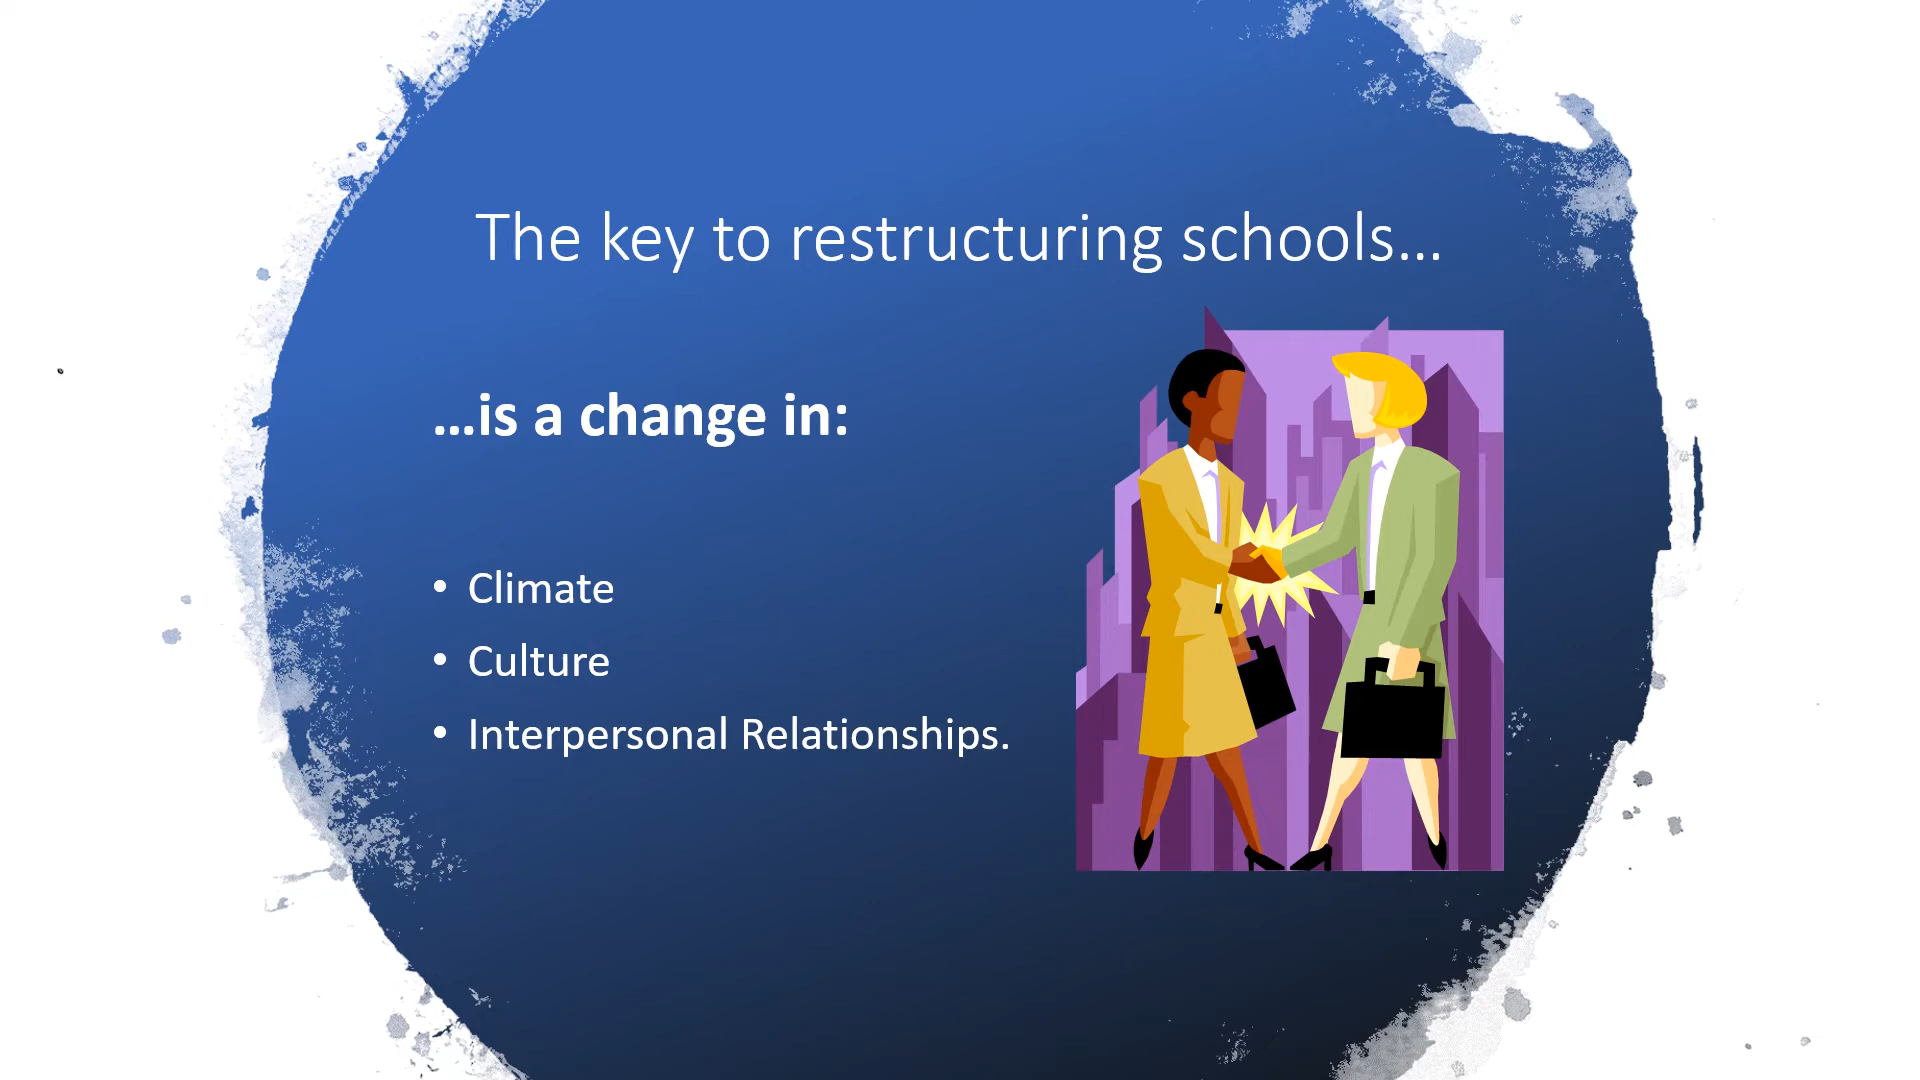 The key to restructuring schools...
...is a change in:
• Climate
• Culture
• Interpersonal Relationships.